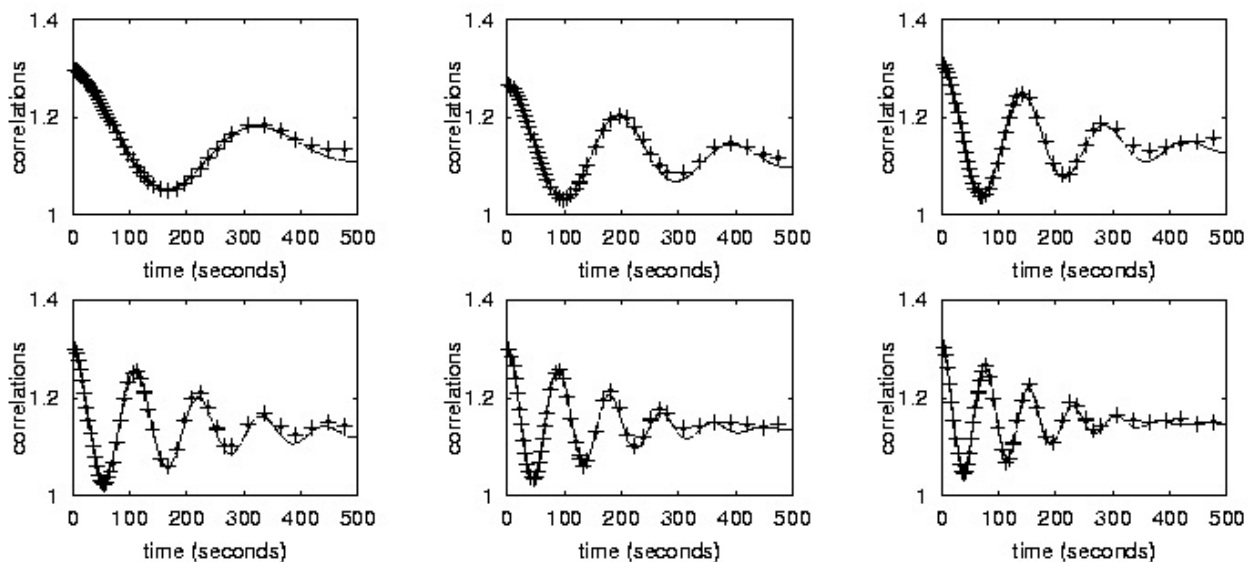 1.4 1.4 1.4
correlations correlations correlations
1.2 1.2 1.2
1 1 1
0 100 200 300 400 500 0 100 200 300 400 500 0 100 200 300 400 500
time (seconds) time (seconds) time (seconds)
1.4 1.4 1.4
correlations correlations correlations
1.2 1.2 1.2
1 1 1
0 100 200 300 400 500 0 100 200 300 400 500 0 100 200 300 400 500
time (seconds) time (seconds) time (seconds)